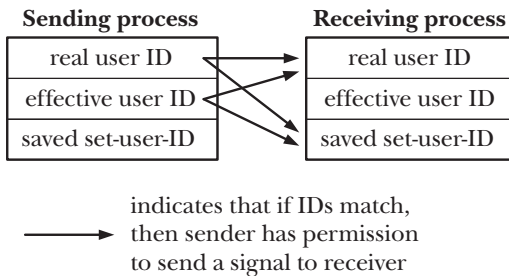 Sending process
Receiving process
real user ID
real user ID
effective user ID
effective user ID
saved set-user-ID
saved set-user-ID
indicates that if IDs match,
then sender has permission
to send a signal to receiver